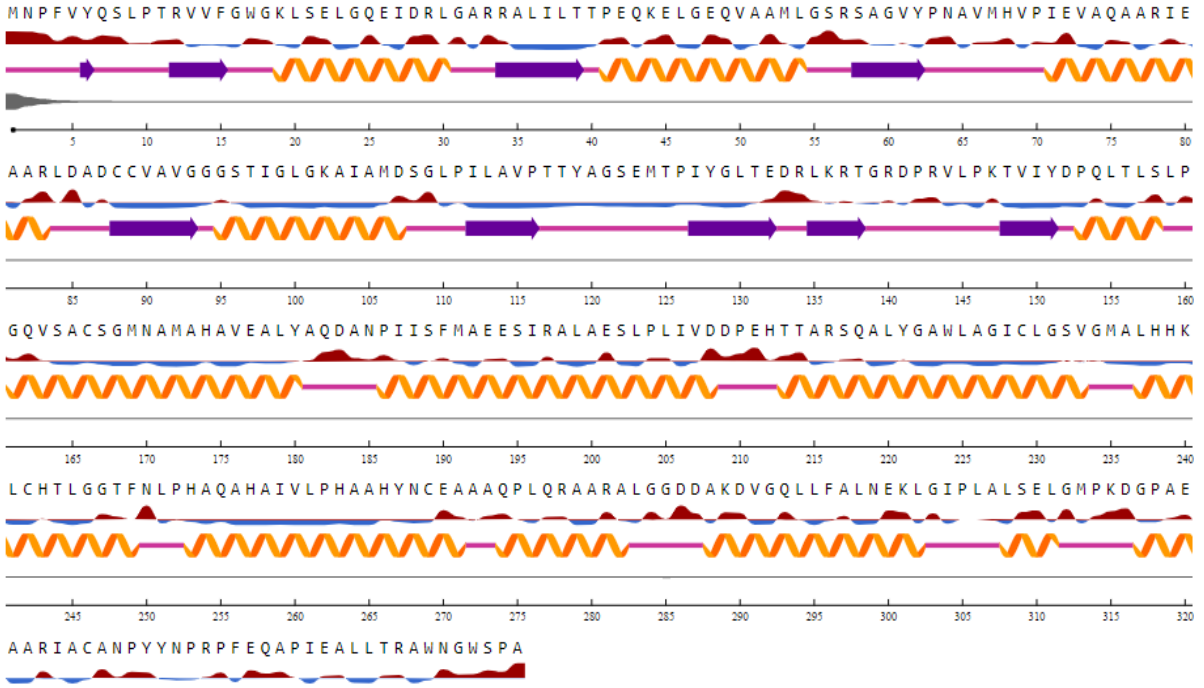 MNPFVYQSLPTRVVFGWGKLSELGQEIDRLGARRALILTTPEQKELGEQVAAMLGSRSAGVYPNAVMHVPIEVAQAARIE
5 10 15 20 25 30 35 40 45 50 55 60 65 70 75 80
AARLDADCCVAVGGGSTIGLGKAIAMDSGLPILAVPTTYAGSEMTPIYGLTEDRLKRTGRDPRVLPKTVIYDPQLTLSLP
85 90 95 100 105 110 115 120 125 130 135 140 145 150 155 160
GQVSACSGMNAMAHAVEALYAQDANPIISFMAEESIRALAESLPLIVDDPEHTTARSQALYGAWLAGICLGSVGMALHHK
165 170 175 180 185 190 195 200 205 210 215 220 225 230 235 240
LCHTLGGTFNLPHAQAHAIVLPHAAHYNCEAAAQPLQRAARALGGDDAKDVGQLLFALNEKLGIPLALSELGMPKDGPAE
245 250 255 260 265 270 275 280 285 290 295 300 305 310 315 320
AARIACANPYYNPRPFEQAPIEALLTRAWNGWSPA